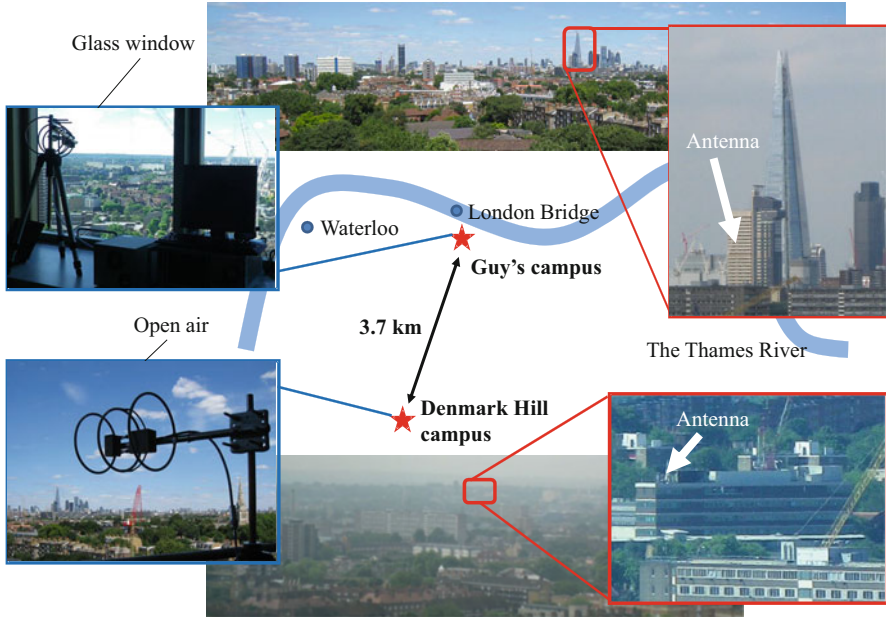 Glass window
Antenna
Waterloo
London Bridge
Guy's campus
3.7 km
Open air
The Thames River
Denmark Hill
campus
Antenna